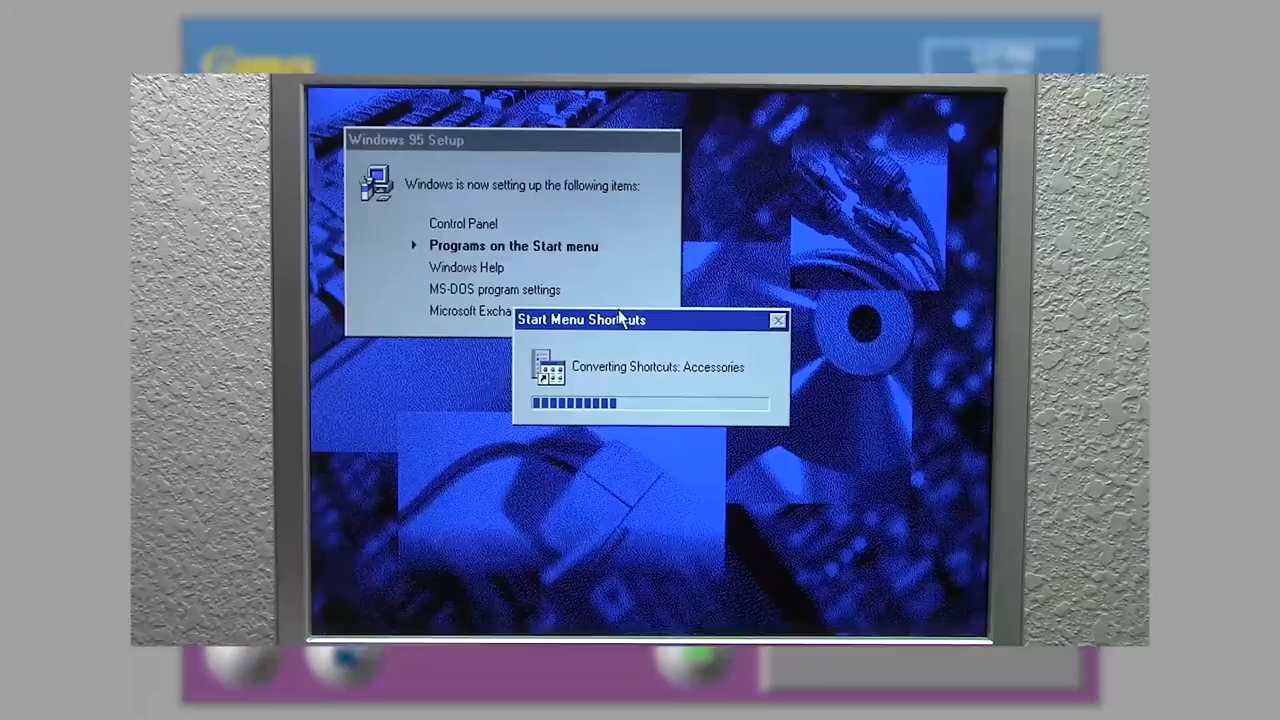 Games
Windows 95 Setup
Windows is now setting up the following items:
Control Panel
Programs on the Start menu
Windows Help
MS-DOS program settings
Microsoft Excha
Start Menu Shortcuts
Converting Shortcuts: Accessories